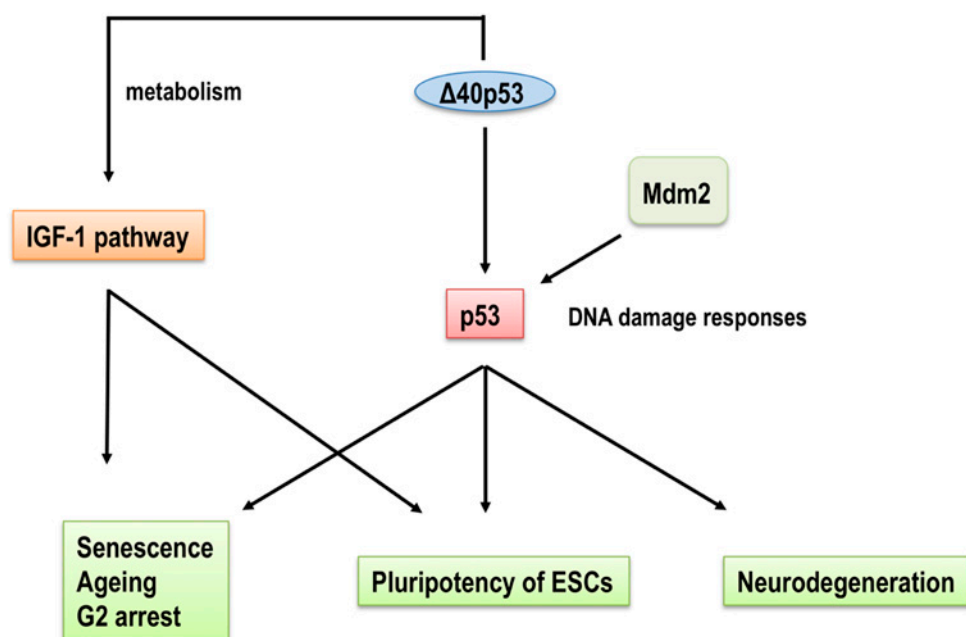 Δ40p53
metabolism
Mdm2
IGF-1 pathway
p53
DNA damage responses
Senescence
Ageing
G2 arrest
Pluripotency of ESCs
Neurodegeneration